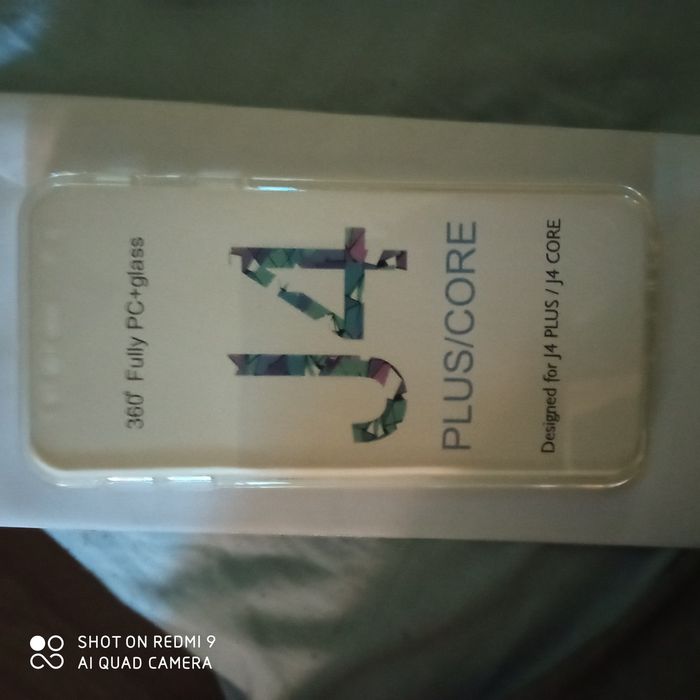 360° Fully PC+glass
J4
PLUS/CORE
Designed for J4 PLUS / J4 CORE
SHOT ON REDMI 9
AI QUAD CAMERA